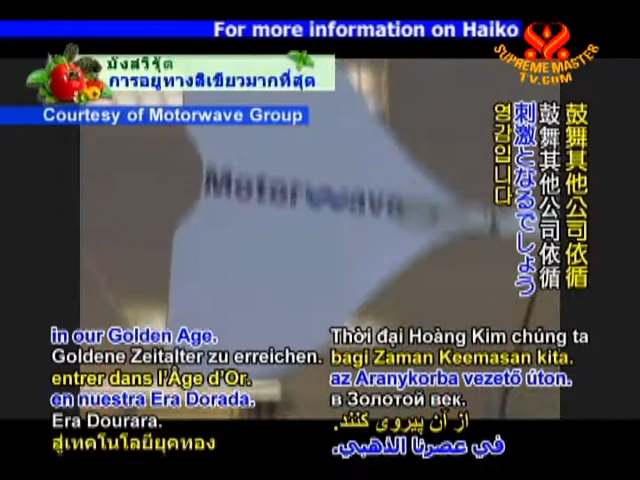 For more information on Haiko
SUPREME MASTER
TV.COM
มังสวิรัติ
การอยู่ทางสีเขียวมากที่สุด
Courtesy of Motorwave Group
Motorwave
鼓舞其他公司依循
鼓舞其他公司依循
刺激となるでしょう
영감입니다
in our Golden Age.
Goldene Zeitalter zu erreichen.
entrer dans l'Âge d'Or.
en nuestra Era Dorada.
Era Dourara.
สู่เทคโนโลยียุคทอง
Thời đại Hoàng Kim chúng ta
bagi Zaman Keemasan kita.
az Aranykorba vezető úton.
в Золотой век.
از آن پیروی کنند.
في عصرنا الذهبي.